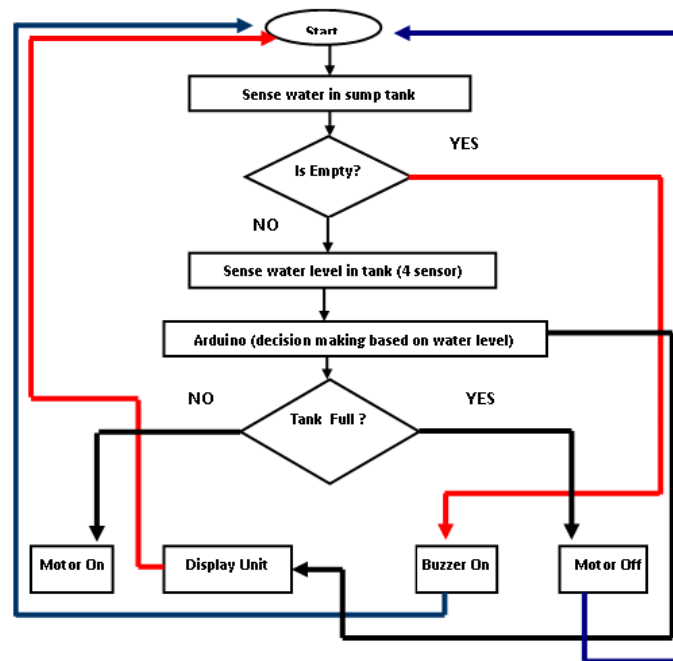 Start
Sense water in sump tank
YES
Is Empty?
NO
Sense water level in tank (4 sensor)
Arduino (decision making based on water level)
NO
YES
Tank Full ?
Motor On
Display Unit
Buzzer On
Motor Off